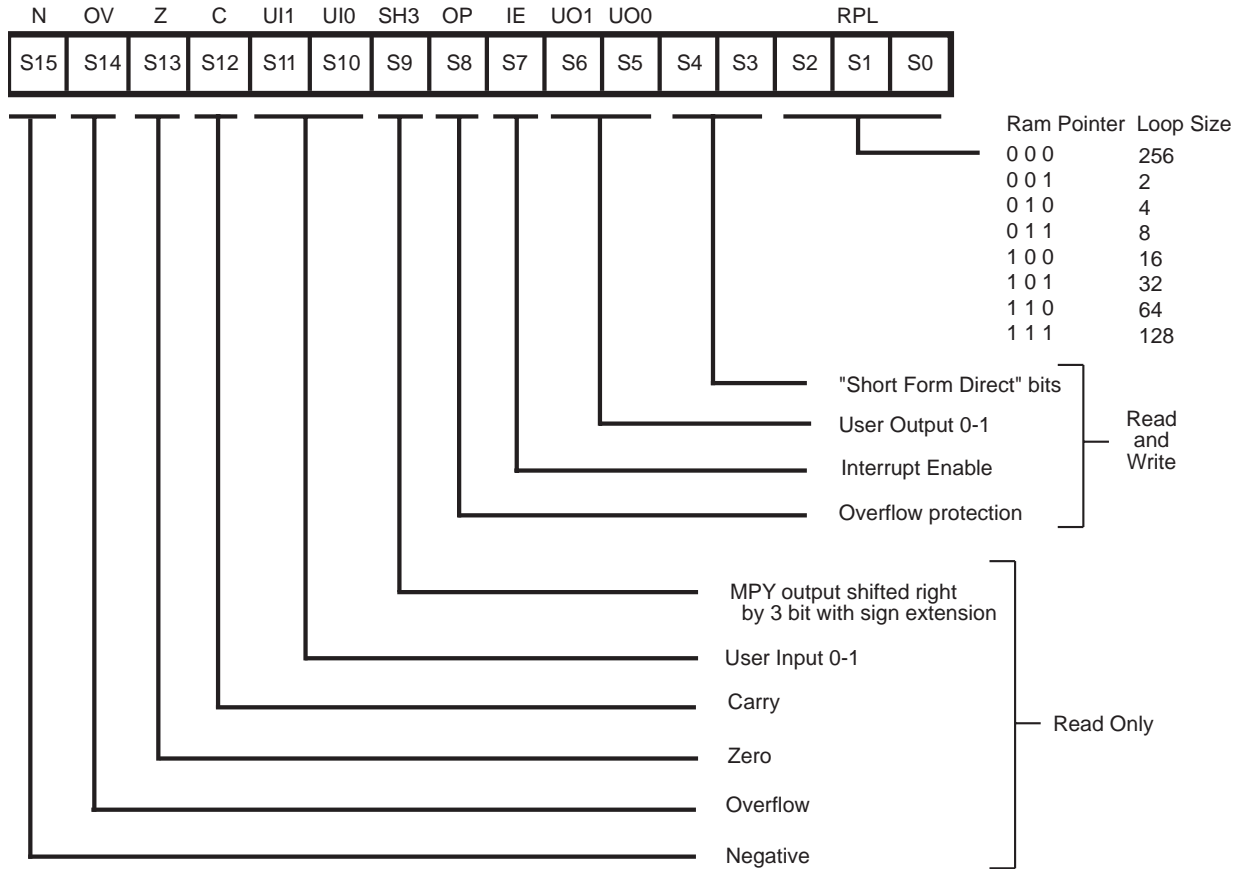 N OV Z C UI1 UI0 SH3 OP IE UO1 UO0 RPL
S15 S14 S13 S12 S11 S10 S9 S8 S7 S6 S5 S4 S3 S2 S1 S0
Ram Pointer Loop Size
0 0 0 256
0 0 1 2
0 1 0 4
0 1 1 8
1 0 0 16
1 0 1 32
1 1 0 64
1 1 1 128
"Short Form Direct" bits
User Output 0-1
Interrupt Enable
Overflow protection
Read
and
Write
MPY output shifted right
by 3 bit with sign extension
User Input 0-1
Carry
Zero
Overflow
Negative
Read Only